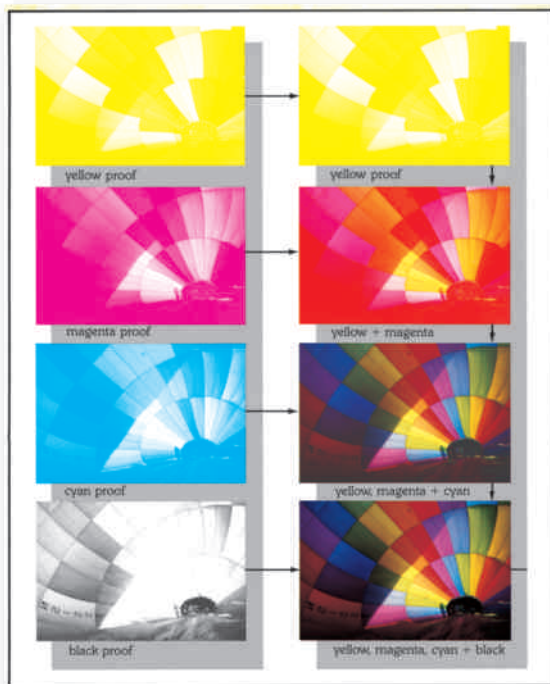 yellow proof
yellow proof
magenta proof
yellow + magenta
cyan proof
yellow, magenta + cyan
black proof
yellow, magenta, cyan + black